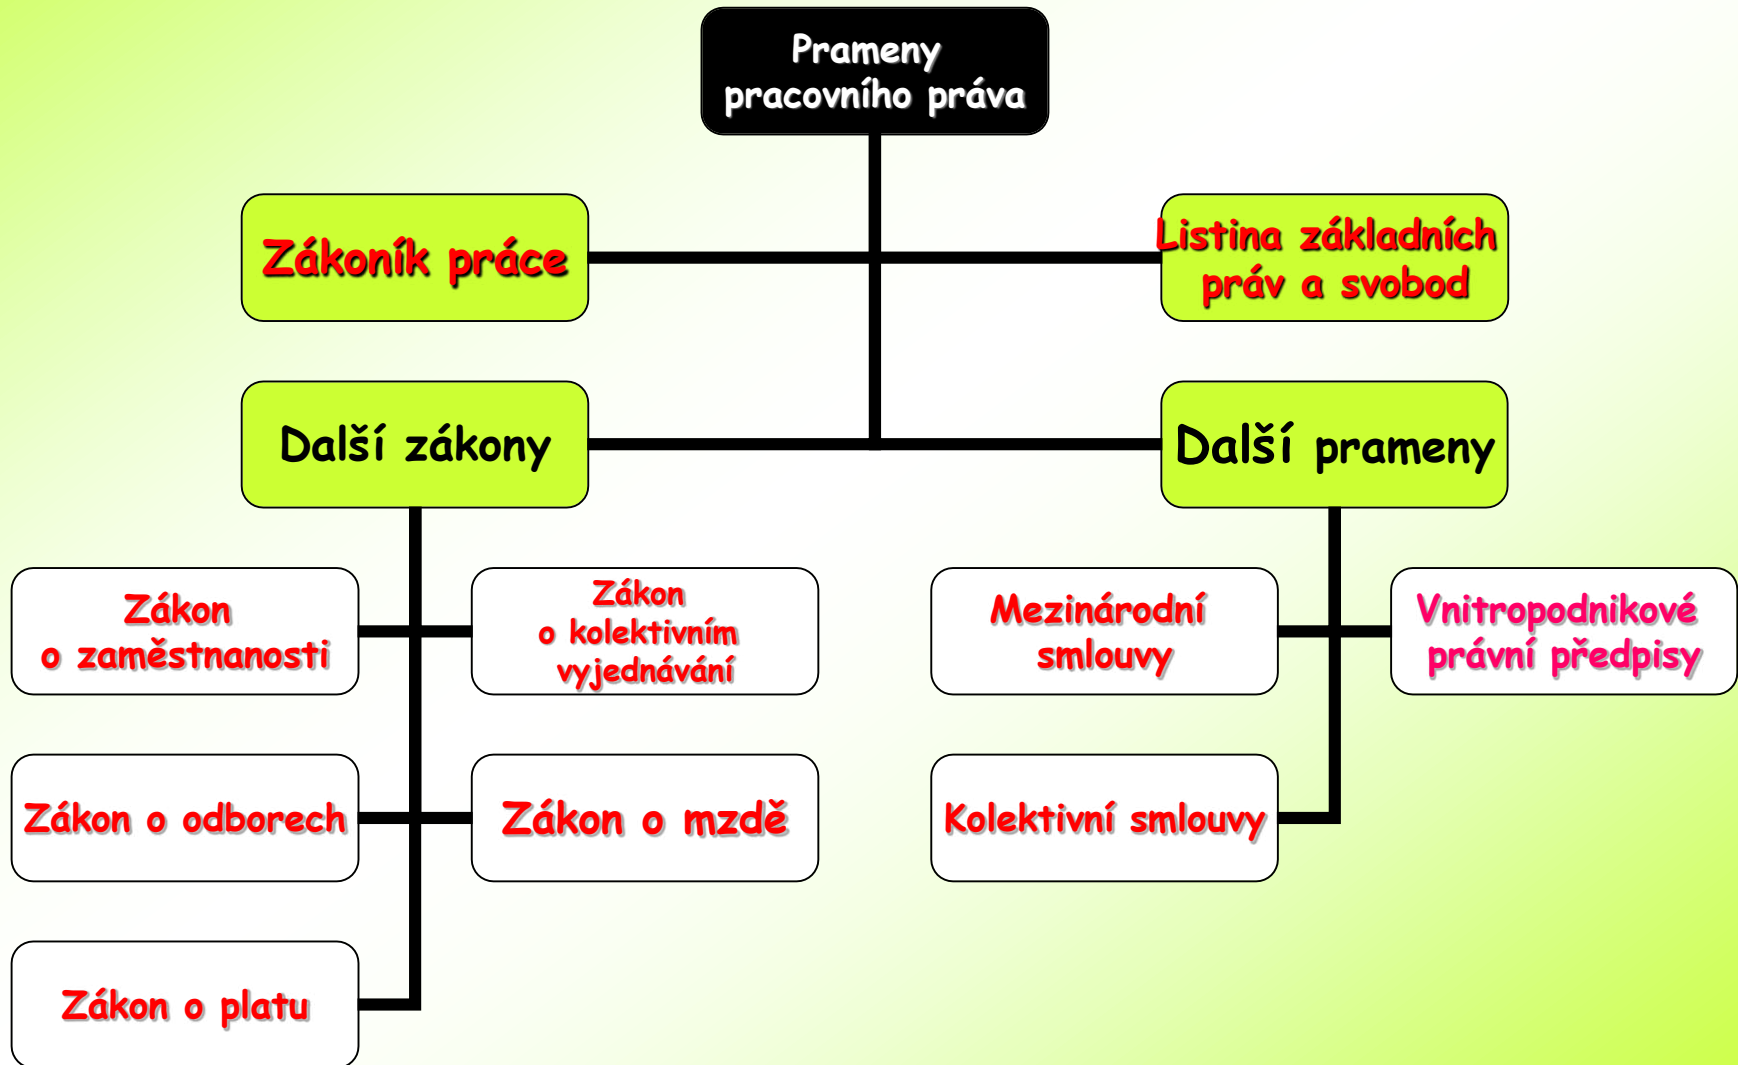 Prameny
pracovního práva
Zákoník práce
Listina základních
práv a svobod
Další zákony
Další prameny
Zákon
o zaměstnanosti
Zákon
o kolektivním
vyjednávání
Mezinárodní
smlouvy
Vnitropodnikové
právní předpisy
Zákon o odborech
Zákon o mzdě
Kolektivní smlouvy
Zákon o platu